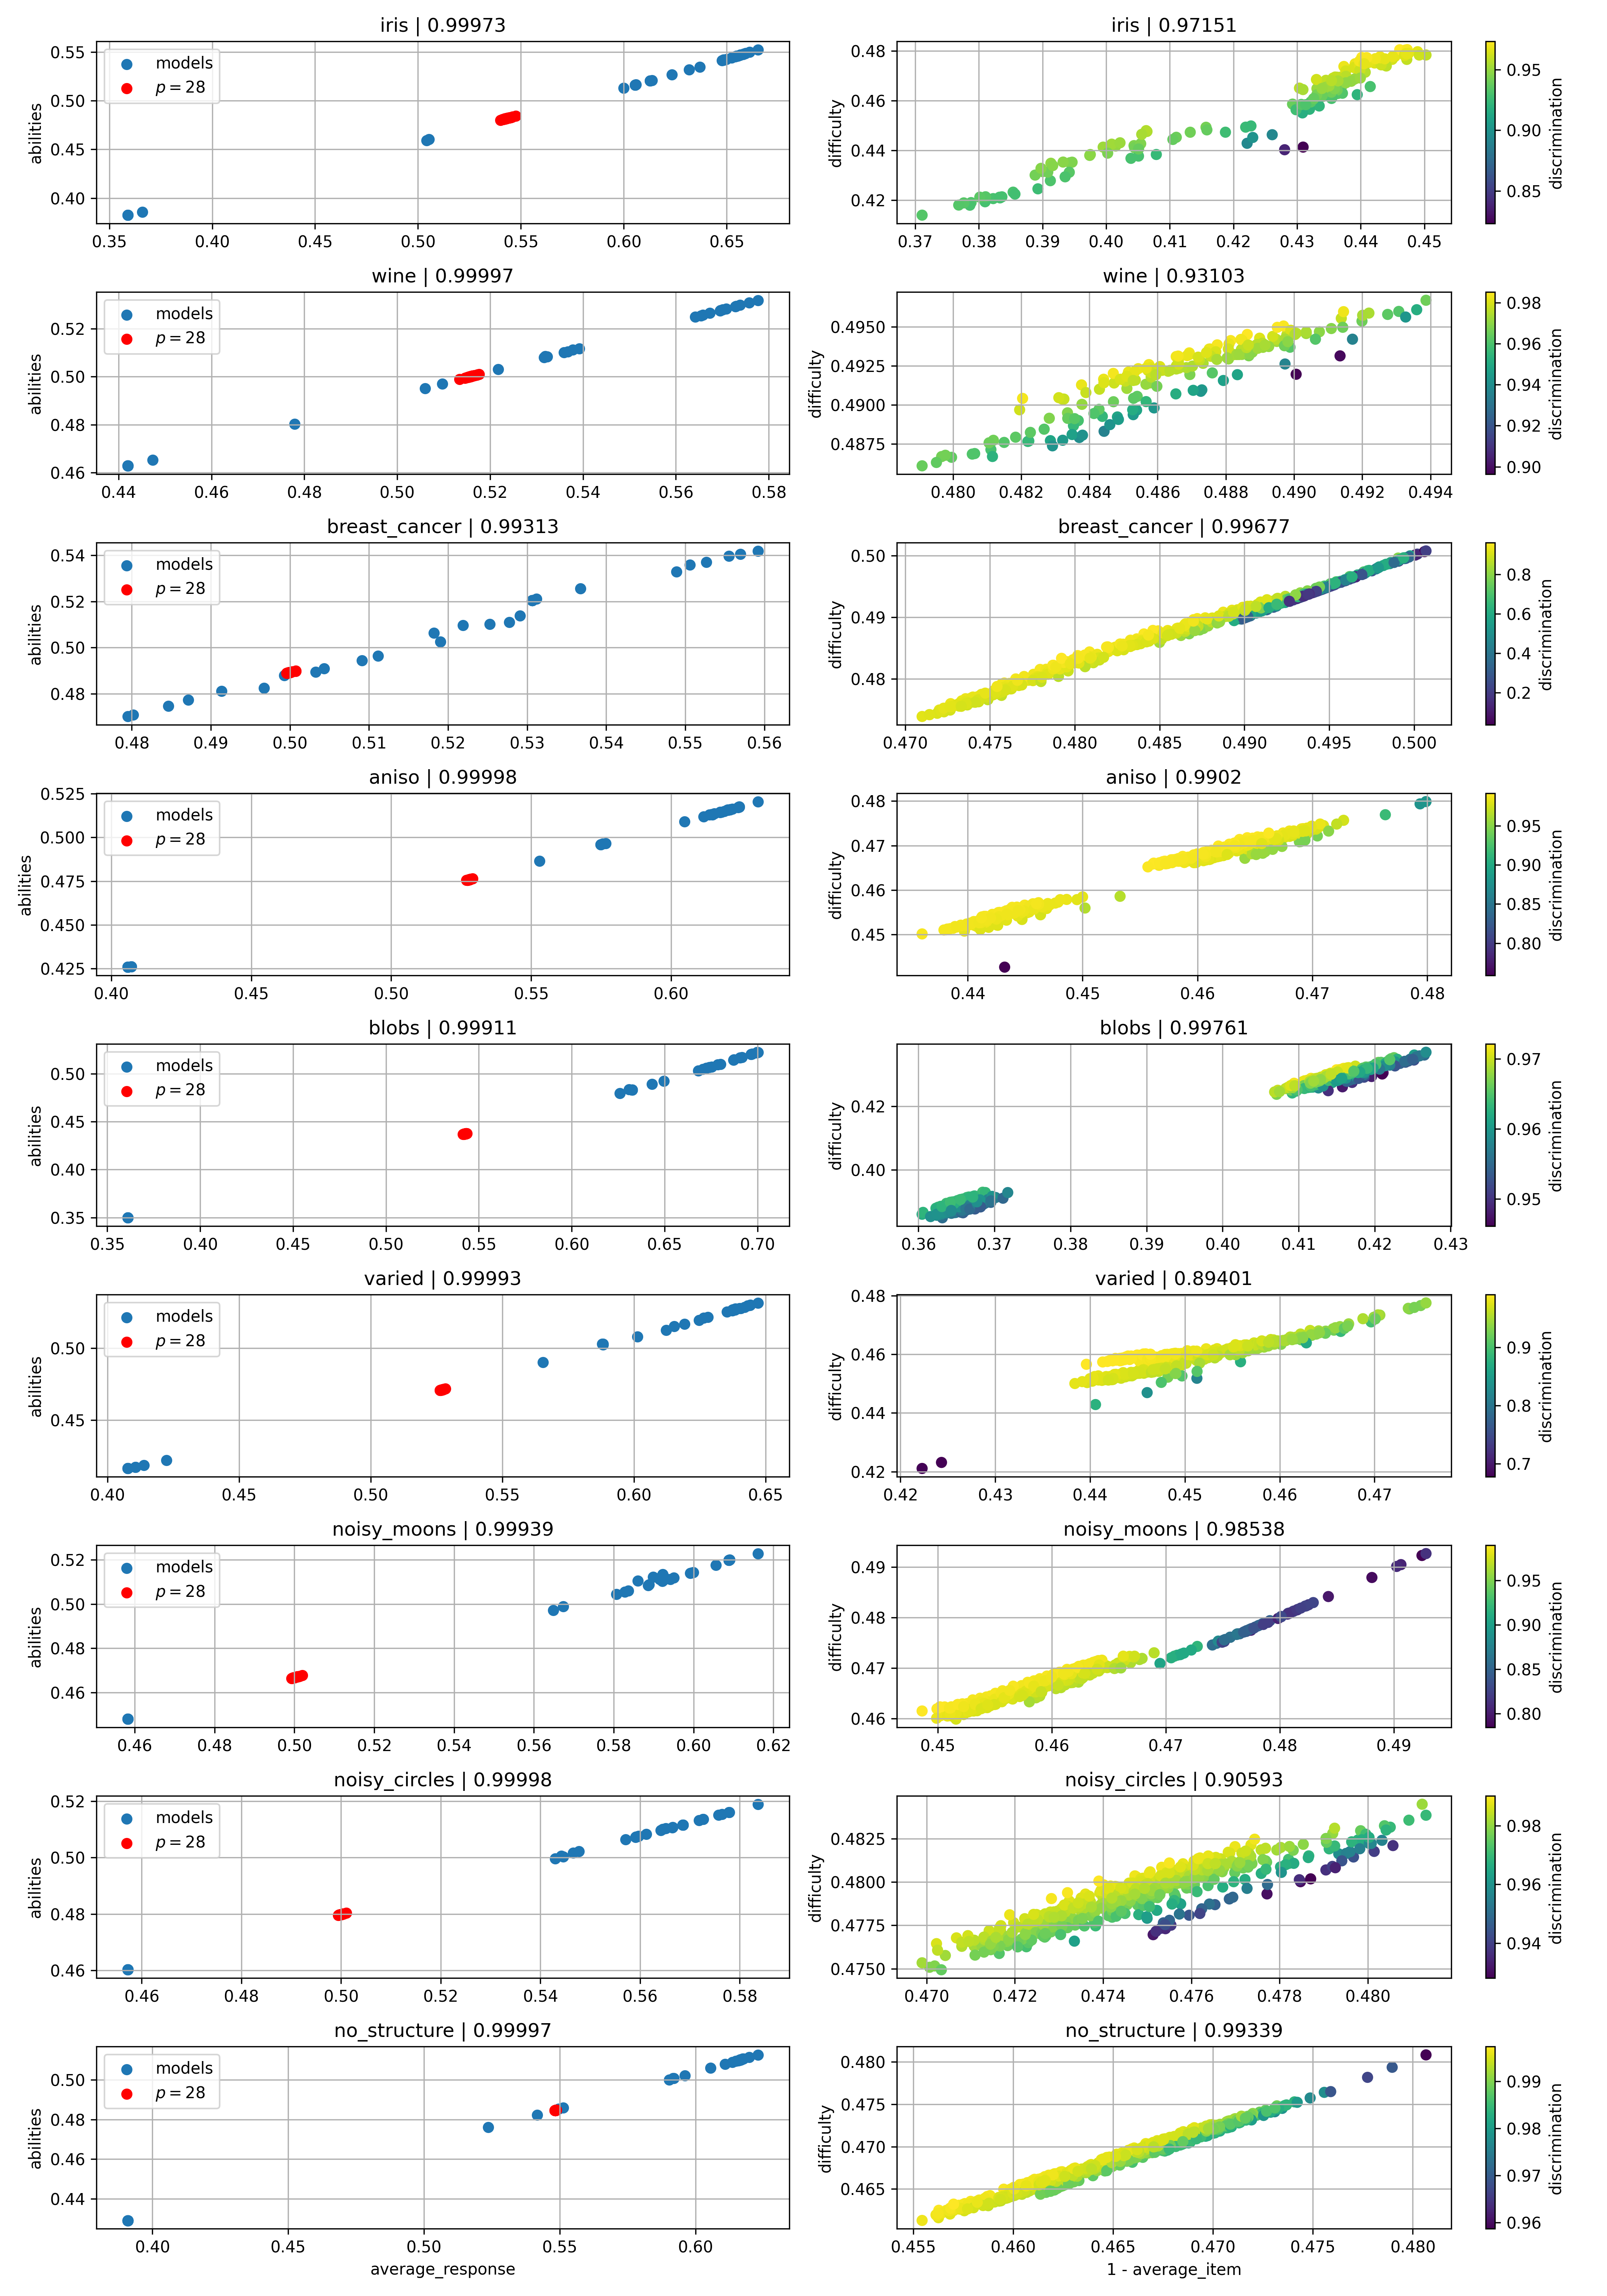 iris | 0.99973
abilities
0.55
0.50
0.45
0.40
models
p = 28
0.35 0.40 0.45 0.50 0.55 0.60 0.65
iris | 0.97151
difficulty
0.48
0.46
0.44
0.42
0.37 0.38 0.39 0.40 0.41 0.42 0.43 0.44 0.45
0.95
0.90
0.85
discrimination
wine | 0.99997
abilities
0.52
0.50
0.48
0.46
models
p = 28
0.44 0.46 0.48 0.50 0.52 0.54 0.56 0.58
wine | 0.93103
difficulty
0.4950
0.4925
0.4900
0.4875
0.480 0.482 0.484 0.486 0.488 0.490 0.492 0.494
0.98
0.96
0.94
0.92
0.90
discrimination
breast_cancer | 0.99313
abilities
0.54
0.52
0.50
0.48
models
p = 28
0.48 0.49 0.50 0.51 0.52 0.53 0.54 0.55 0.56
breast_cancer | 0.99677
difficulty
0.50
0.49
0.48
0.470 0.475 0.480 0.485 0.490 0.495 0.500
0.8
0.6
0.4
0.2
discrimination
aniso | 0.99998
abilities
0.525
0.500
0.475
0.450
0.425
models
p = 28
0.40 0.45 0.50 0.55 0.60
aniso | 0.9902
difficulty
0.48
0.47
0.46
0.45
0.44 0.45 0.46 0.47 0.48
0.95
0.90
0.85
0.80
discrimination
blobs | 0.99911
abilities
0.50
0.45
0.40
0.35
models
p = 28
0.35 0.40 0.45 0.50 0.55 0.60 0.65 0.70
blobs | 0.99761
difficulty
0.42
0.40
0.36 0.37 0.38 0.39 0.40 0.41 0.42 0.43
0.97
0.96
0.95
discrimination
varied | 0.99993
abilities
0.50
0.45
models
p = 28
0.40 0.45 0.50 0.55 0.60 0.65
varied | 0.89401
difficulty
0.48
0.46
0.44
0.42
0.42 0.43 0.44 0.45 0.46 0.47
0.9
0.8
0.7
discrimination
noisy_moons | 0.99939
abilities
0.52
0.50
0.48
0.46
models
p = 28
0.46 0.48 0.50 0.52 0.54 0.56 0.58 0.60 0.62
noisy_moons | 0.98538
difficulty
0.49
0.48
0.47
0.46
0.45 0.46 0.47 0.48 0.49
0.95
0.90
0.85
0.80
discrimination
noisy_circles | 0.99998
abilities
0.52
0.50
0.48
0.46
models
p = 28
0.46 0.48 0.50 0.52 0.54 0.56 0.58
noisy_circles | 0.90593
difficulty
0.4825
0.4800
0.4775
0.4750
0.470 0.472 0.474 0.476 0.478 0.480
0.98
0.96
0.94
discrimination
no_structure | 0.99997
abilities
0.50
0.48
0.46
0.44
models
p = 28
0.40 0.45 0.50 0.55 0.60
average_response
no_structure | 0.99339
difficulty
0.480
0.475
0.470
0.465
0.455 0.460 0.465 0.470 0.475 0.480
1 - average_item
0.99
0.98
0.97
0.96
discrimination